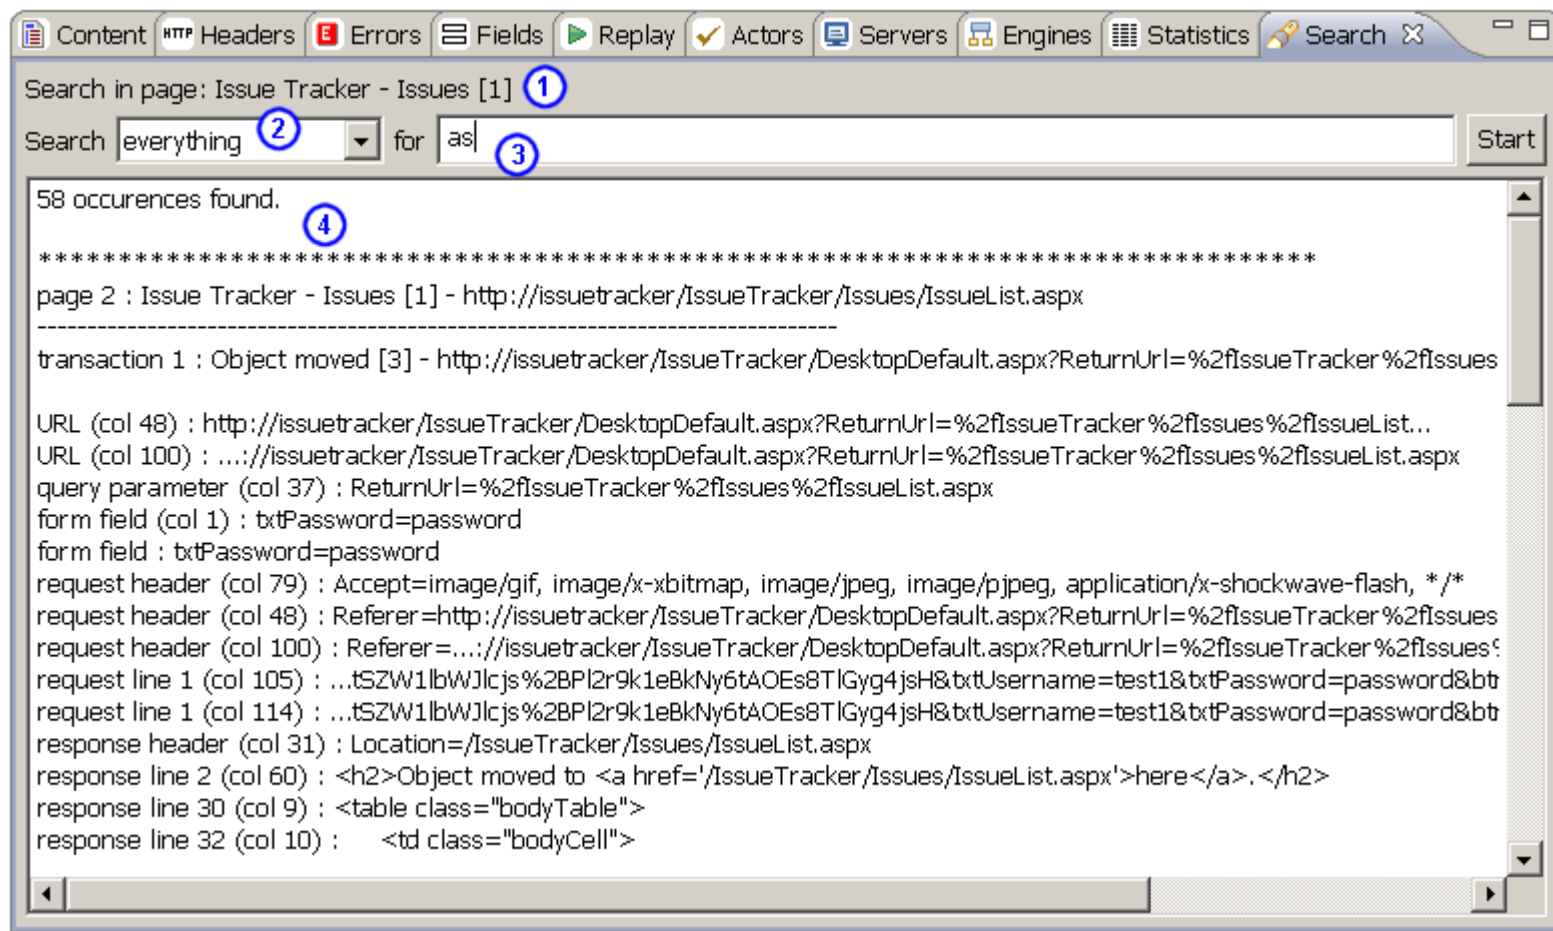 Content HTTP Headers E Errors Fields Replay Actors Servers Engines Statistics Search
Search in page: Issue Tracker - Issues [1] 1
Search everything 2 for as 3 Start
58 occurences found.
4
********************************************************************************
page 2 : Issue Tracker - Issues [1] - http://issuetracker/IssueTracker/Issues/IssueList.aspx
--------------------------------------------------------------------------------
transaction 1 : Object moved [3] - http://issuetracker/IssueTracker/DesktopDefault.aspx?ReturnUrl=%2fIssueTracker%2fIssues
URL (col 48) : http://issuetracker/IssueTracker/DesktopDefault.aspx?ReturnUrl=%2fIssueTracker%2fIssues%2fIssueList...
URL (col 100) : ...://issuetracker/IssueTracker/DesktopDefault.aspx?ReturnUrl=%2fIssueTracker%2fIssues%2fIssueList.aspx
query parameter (col 37) : ReturnUrl=%2fIssueTracker%2fIssues%2fIssueList.aspx
form field (col 1) : txtPassword=password
form field : txtPassword=password
request header (col 79) : Accept=image/gif, image/x-xbitmap, image/jpeg, image/pjpeg, application/x-shockwave-flash, */*
request header (col 48) : Referer=http://issuetracker/IssueTracker/DesktopDefault.aspx?ReturnUrl=%2fIssueTracker%2fIssues
request header (col 100) : Referer=...://issuetracker/IssueTracker/DesktopDefault.aspx?ReturnUrl=%2fIssueTracker%2fIssues%
request line 1 (col 105) : ...tSZW1lbWJlcjs%2BPl2r9k1eBkNy6tAOEs8TlGyg4jsH&txtUsername=test1&txtPassword=password&btn
request line 1 (col 114) : ...tSZW1lbWJlcjs%2BPl2r9k1eBkNy6tAOEs8TlGyg4jsH&txtUsername=test1&txtPassword=password&btn
response header (col 31) : Location=/IssueTracker/Issues/IssueList.aspx
response line 2 (col 60) : <h2>Object moved to <a href='/IssueTracker/Issues/IssueList.aspx'>here</a>.</h2>
response line 30 (col 9) : <table class="bodyTable">
response line 32 (col 10) : <td class="bodyCell">